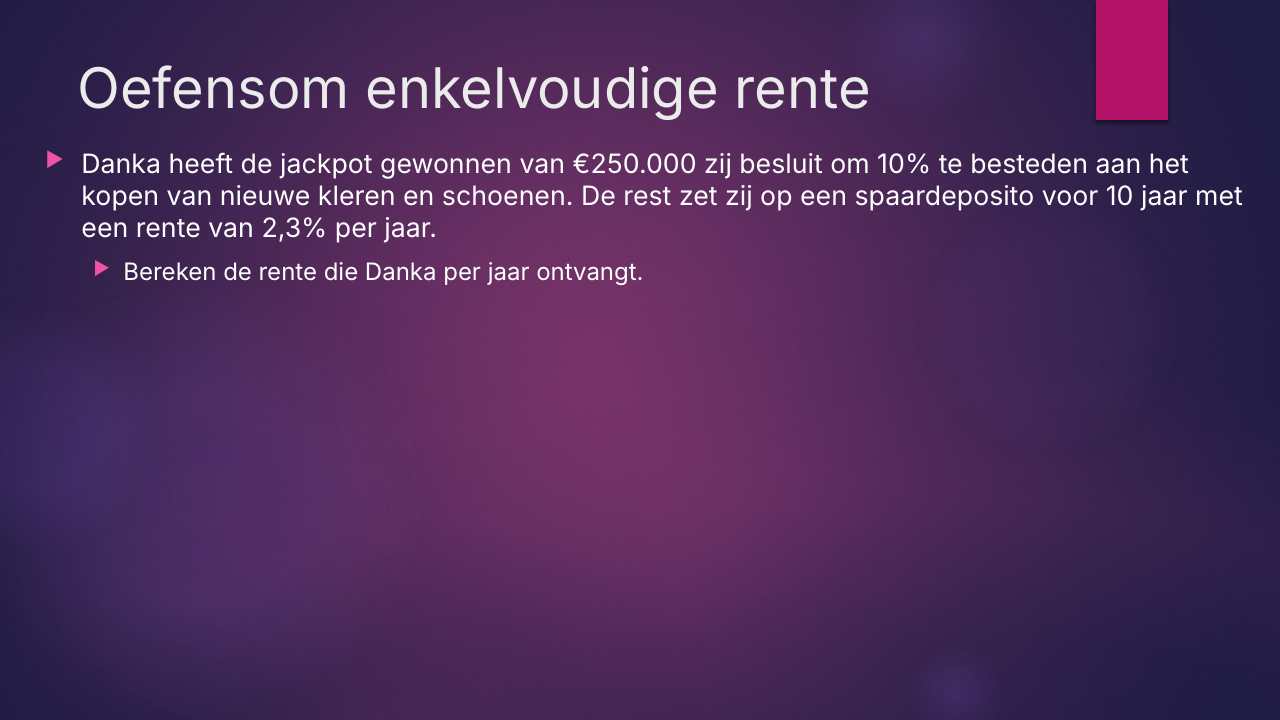 Oefensom enkelvoudige rente
Danka heeft de jackpot gewonnen van €250.000 zij besluit om 10% te besteden aan het
kopen van nieuwe kleren en schoenen. De rest zet zij op een spaardeposito voor 10 jaar met
een rente van 2,3% per jaar.
Bereken de rente die Danka per jaar ontvangt.